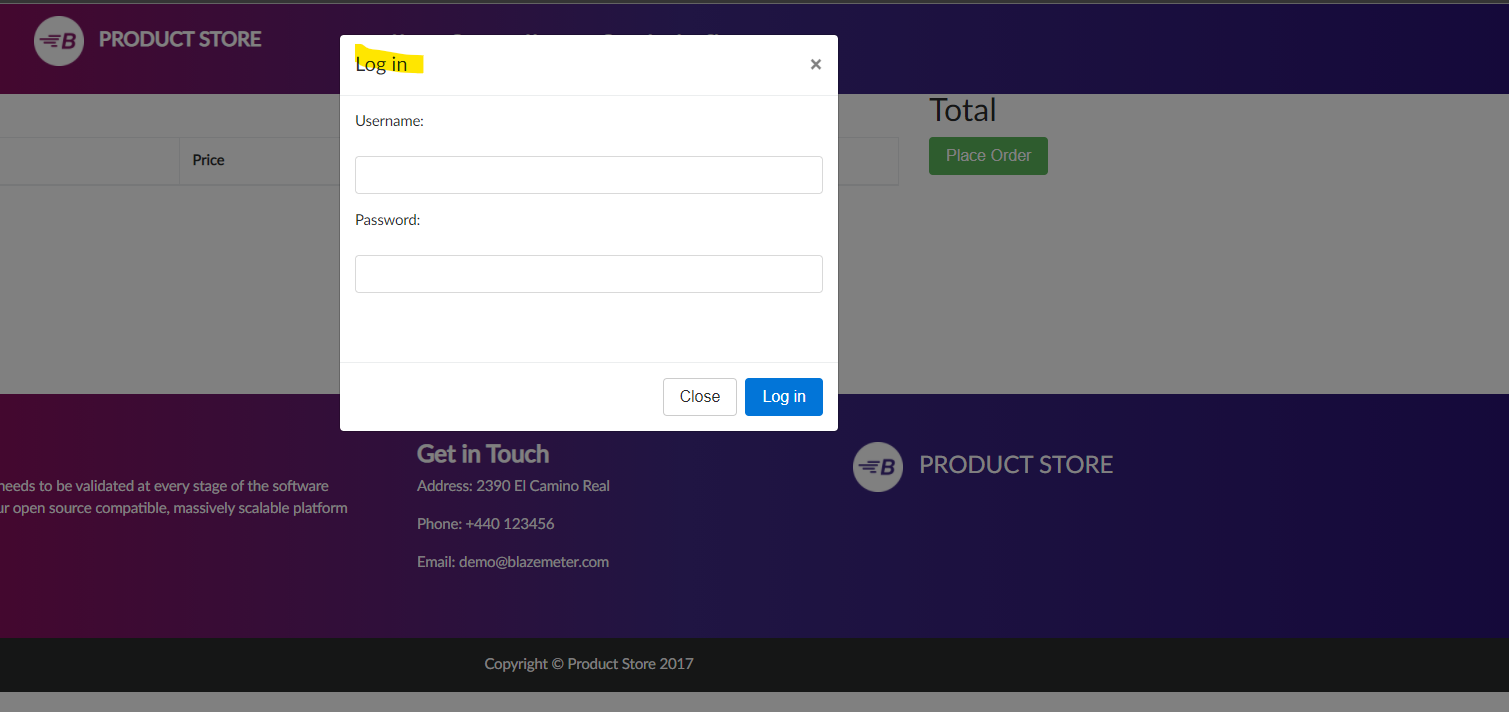 B PRODUCT STORE
Log in ×
Total
Username:
Price
Place Order
Password:
Close Log in
Get in Touch
B PRODUCT STORE
needs to be validated at every stage of the software
Address: 2390 El Camino Real
ur open source compatible, massively scalable platform
Phone: +440 123456
Email: demo@blazemeter.com
Copyright © Product Store 2017